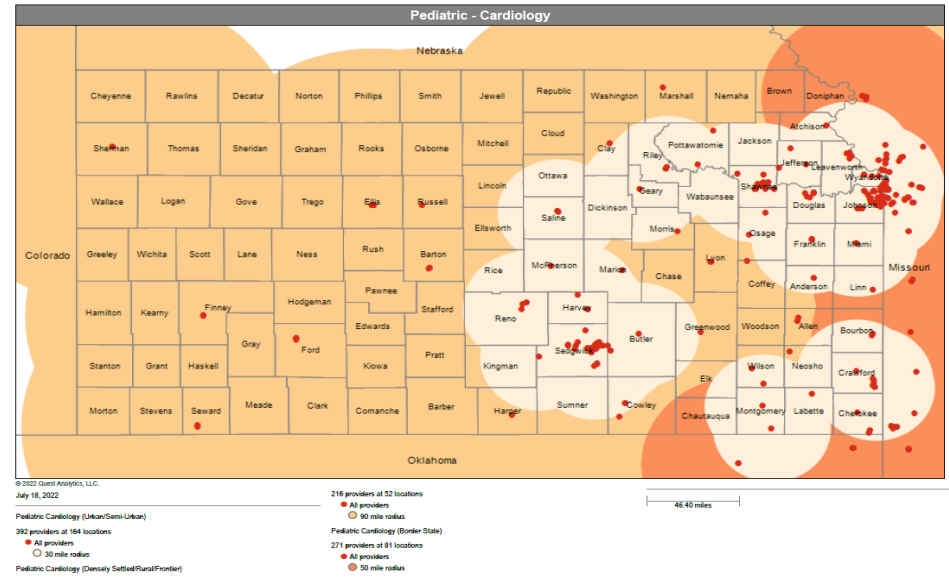 Pediatric - Cardiology
Nebraska
Cheyenne Rawlins Decatur Norton Phillips Smith Jewell Republic Washington Marshall Nemaha Brown Doniphan
Atchison
Sherman Thomas Sheridan Graham Rooks Osborne Mitchell Cloud Clay Riley Pottawatomie Jackson
Jefferson Leavenworth
Wyandotte
Ottawa
Lincoln
Geary Wabaunsee Shawnee
Wallace Logan Gove Trego Ellis Russell Saline Dickinson Douglas Johnson
Ellsworth
Morris Osage
Colorado Greeley Wichita Scott Lane Ness Rush Barton Rice McPherson Marion Chase Lyon Franklin Miami
Missouri
Pawnee
Coffey Anderson Linn
Hamilton Kearny Finney Hodgeman Stafford Reno Harvey
Edwards
Gray Ford Greenwood Woodson Allen Bourbon
Butler
Sedgwick
Stanton Grant Haskell Kiowa Pratt Kingman Wilson Neosho Crawford
Elk
Morton Stevens Seward Meade Clark Comanche Barber Harper Sumner Cowley Chautauqua Montgomery Labette Cherokee
Oklahoma
© 2022 Quest Analytics, LLC.
July 18, 2022
Pediatric Cardiology (Urban/Semi-Urban)
392 providers at 164 locations
All providers
30 mile radius
Pediatric Cardiology (Densely Settled/Rural/Frontier)
216 providers at 52 locations
All providers
90 mile radius
Pediatric Cardiology (Border State)
271 providers at 81 locations
All providers
50 mile radius
46.40 miles